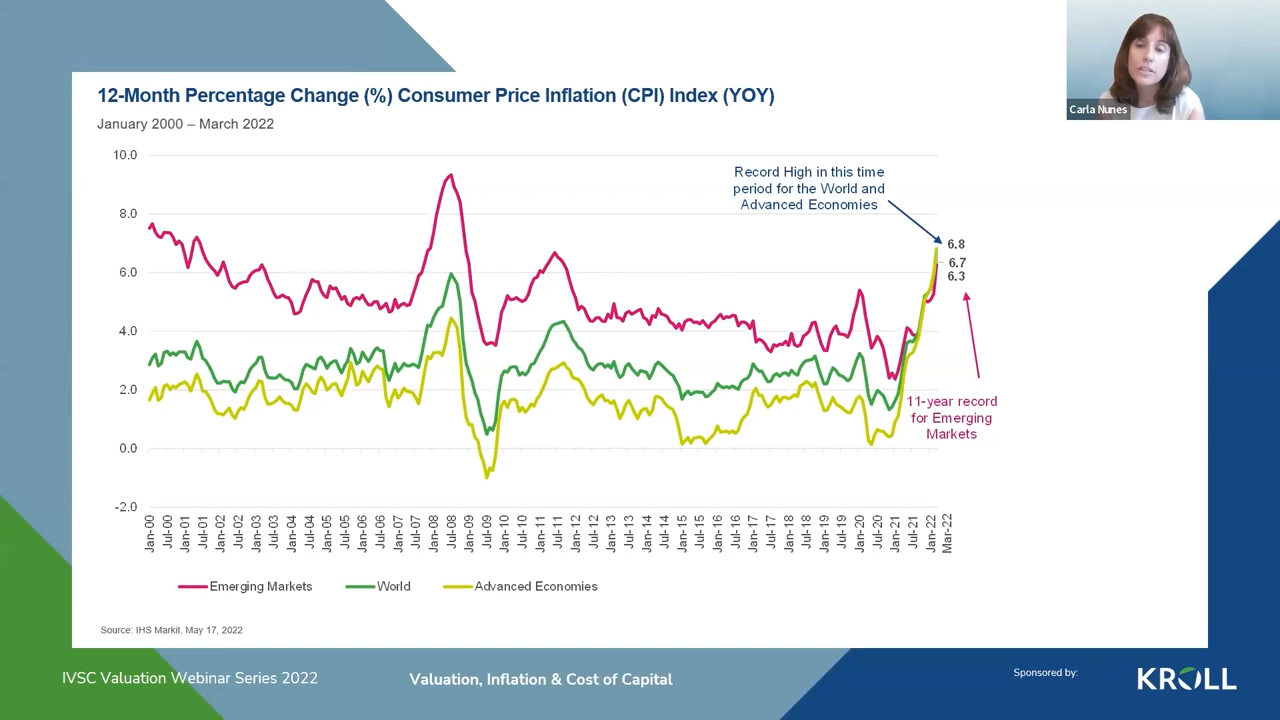 Carla Nunes
12-Month Percentage Change (%) Consumer Price Inflation (CPI) Index (YOY)
January 2000 – March 2022
10.0
8.0
6.0
4.0
2.0
0.0
-2.0
Record High in this time
period for the World and
Advanced Economies
6.8
6.7
6.3
11-year record
for Emerging
Markets
Jan-00
Jul-00
Jan-01
Jul-01
Jan-02
Jul-02
Jan-03
Jul-03
Jan-04
Jul-04
Jan-05
Jul-05
Jan-06
Jul-06
Jan-07
Jul-07
Jan-08
Jul-08
Jan-09
Jul-09
Jan-10
Jul-10
Jan-11
Jul-11
Jan-12
Jul-12
Jan-13
Jul-13
Jan-14
Jul-14
Jan-15
Jul-15
Jan-16
Jul-16
Jan-17
Jul-17
Jan-18
Jul-18
Jan-19
Jul-19
Jan-20
Jul-20
Jan-21
Jul-21
Jan-22
Mar-22
Emerging Markets
World
Advanced Economies
Source: IHS Markit, May 17, 2022
IVSC Valuation Webinar Series 2022
Valuation, Inflation & Cost of Capital
Sponsored by:
KROLL